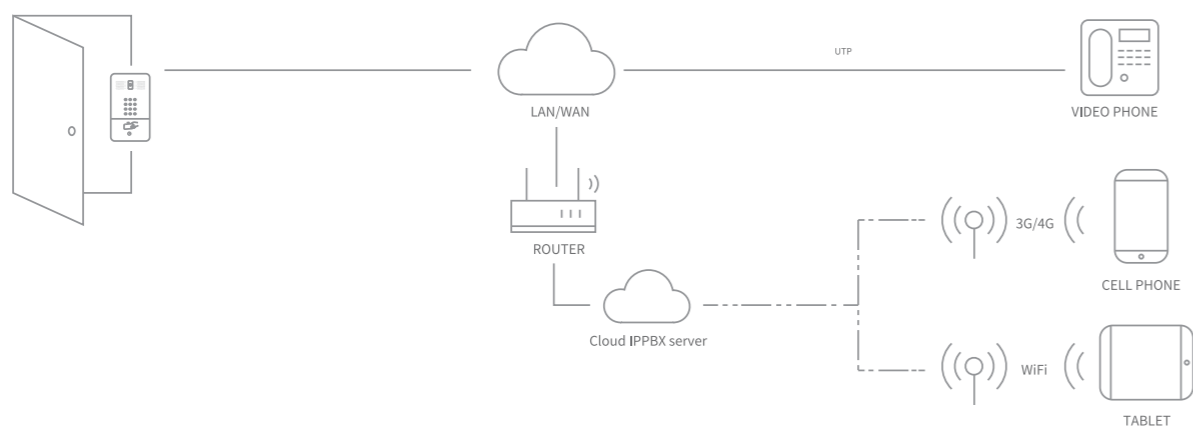 UTP
LAN/WAN
VIDEO PHONE
3G/4G
ROUTER
CELL PHONE
Cloud IPPBX server
WiFi
TABLET